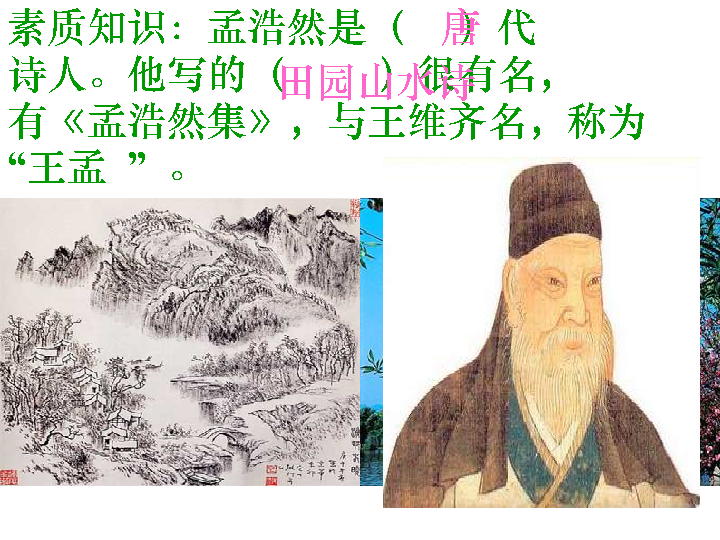 素质知识：孟浩然是（ 唐 ）代
诗人。他写的（田园山水诗）很有名，
有《孟浩然集》，与王维齐名，称为
“王孟 ”。